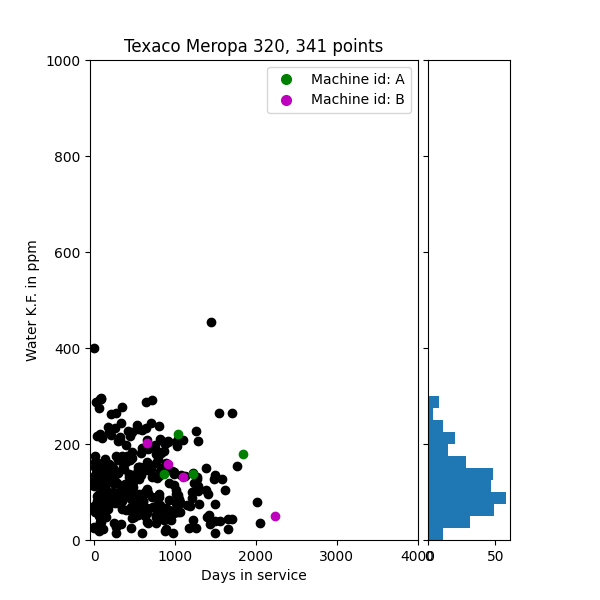 Texaco Meropa 320, 341 points
Machine id: A
Machine id: B
1000
800
600
400
200
0
Water K.F. in ppm
0 1000 2000 3000 4000
0 50
Days in service